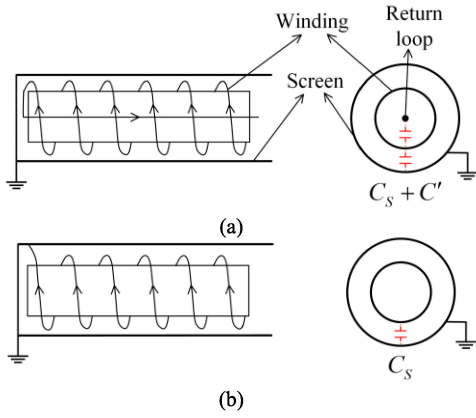 Winding
Return
loop
Screen
C_S + C′
(a)
C_S
(b)